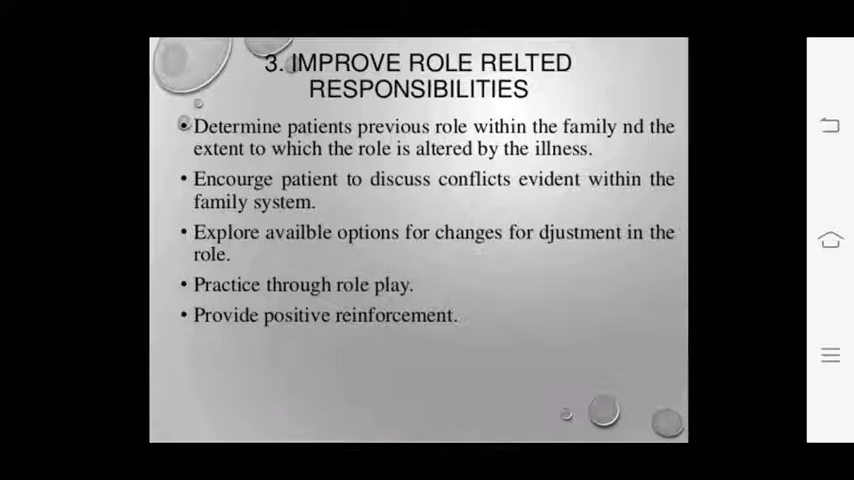 3. IMPROVE ROLE RELTED
RESPONSIBILITIES
• Determine patients previous role within the family nd the
extent to which the role is altered by the illness.
• Encourge patient to discuss conflicts evident within the
family system.
• Explore availble options for changes for djustment in the
role.
• Practice through role play.
• Provide positive reinforcement.